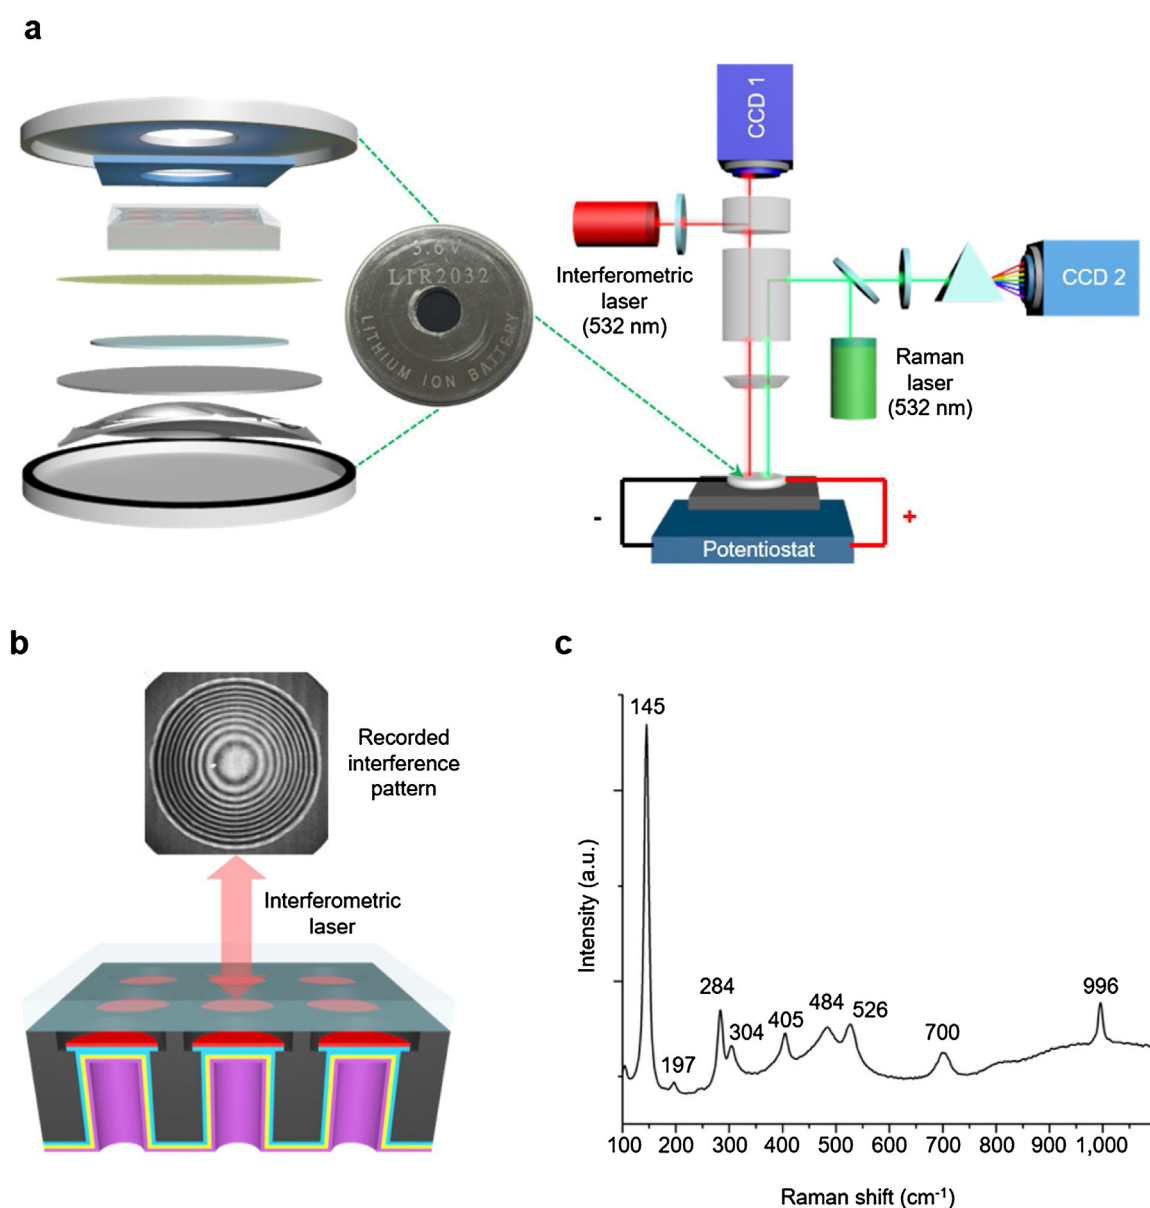 a
CCD 1
Interferometric
laser
(532 nm)
CCD 2
Raman
laser
(532 nm)
3.6V
LIR2032
LITHIUM ION BATTERY
-
+
Potentiostat
b
Recorded
interference
pattern
Interferometric
laser
c
Intensity (a.u.)
145
197
284
304
405
484
526
700
996
100 200 300 400 500 600 700 800 900 1,000
Raman shift (cm⁻¹)